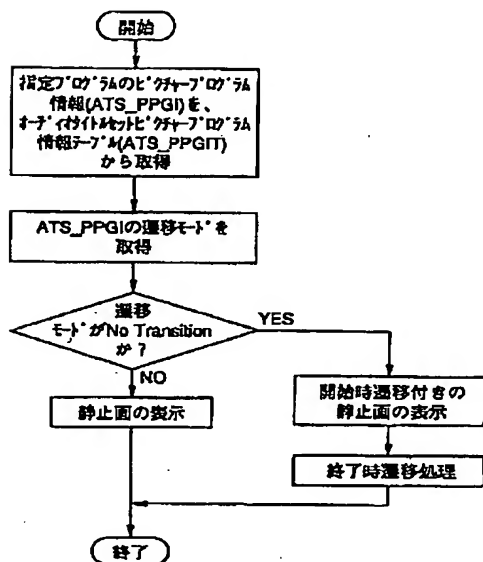 開始
指定プログラムのピクチャープログラム
情報(ATS_PPGI)を、
オーディオタイトルセットピクチャープログラム
情報テーブル(ATS_PPGIT)
から取得
ATS_PPGIの遷移モードを
取得
遷移
モードがNo Transition
か?
YES
NO
静止画の表示
開始時遷移付きの
静止画の表示
終了時遷移処理
終了